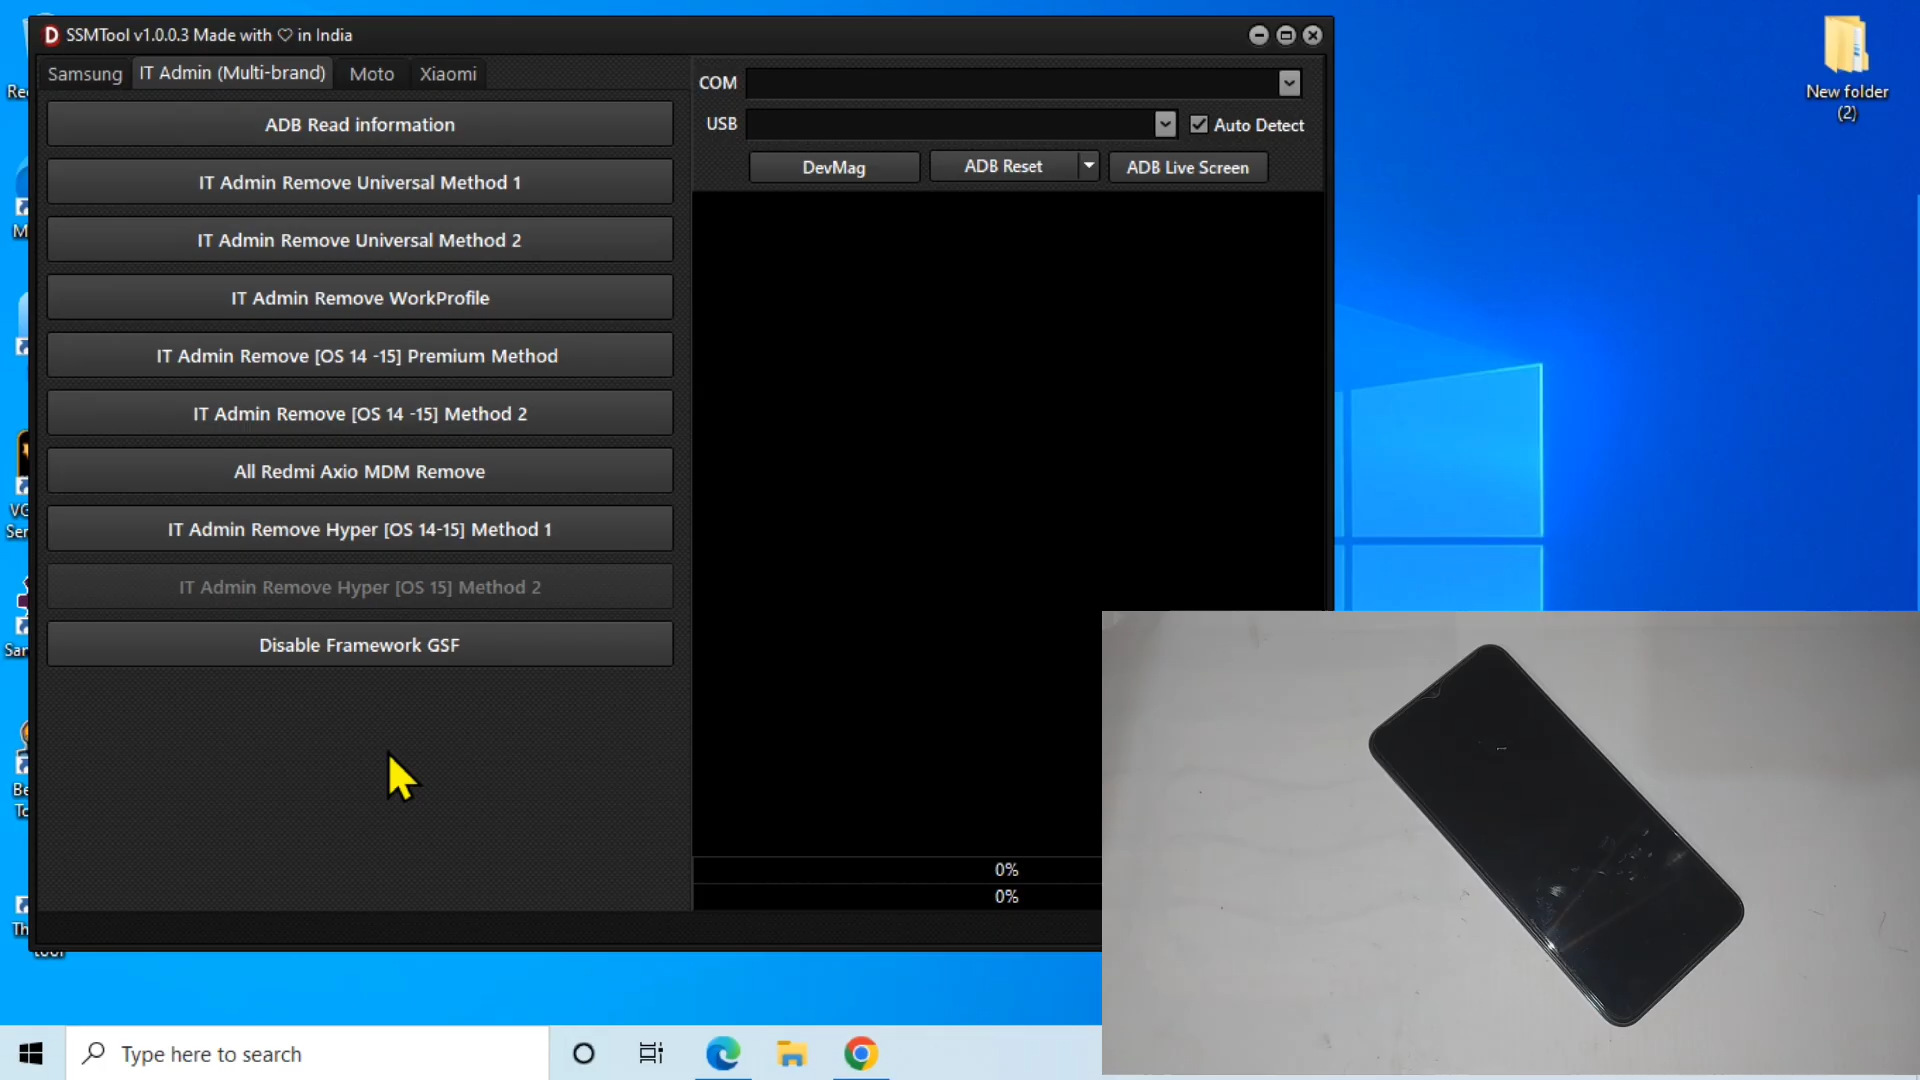 SSMTool v1.0.0.3 Made with ♡ in India
Samsung
IT Admin (Multi-brand)
Moto
Xiaomi
ADB Read information
IT Admin Remove Universal Method 1
IT Admin Remove Universal Method 2
IT Admin Remove WorkProfile
IT Admin Remove [OS 14 -15] Premium Method
IT Admin Remove [OS 14 -15] Method 2
All Redmi Axio MDM Remove
IT Admin Remove Hyper [OS 14-15] Method 1
IT Admin Remove Hyper [OS 15] Method 2
Disable Framework GSF
COM
USB
Auto Detect
DevMag
ADB Reset
ADB Live Screen
0%
0%
New folder
(2)
Type here to search